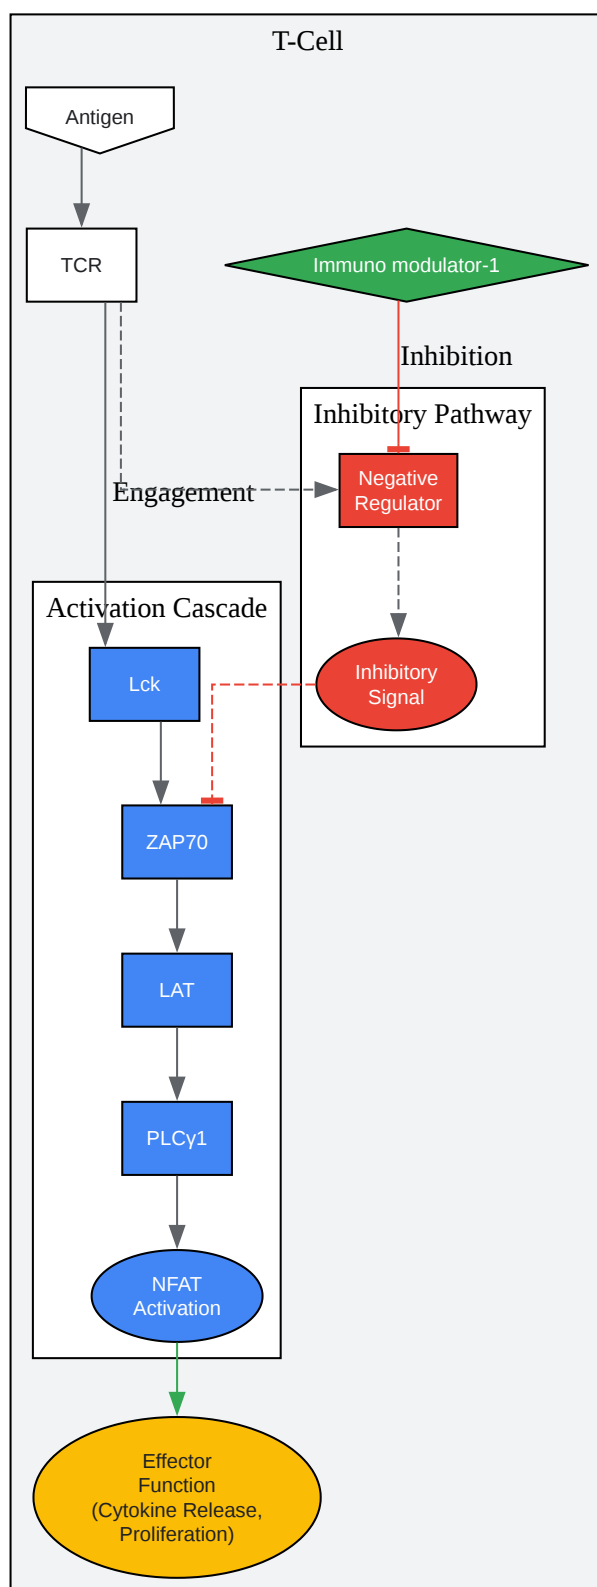 T-Cell
Antigen
TCR
Immuno modulator-1
Inhibition
Inhibitory Pathway
Negative
Regulator
Engagement
Activation Cascade
Lck
Inhibitory
Signal
ZAP70
LAT
PLCγ1
NFAT
Activation
Effector
Function
(Cytokine Release,
Proliferation)